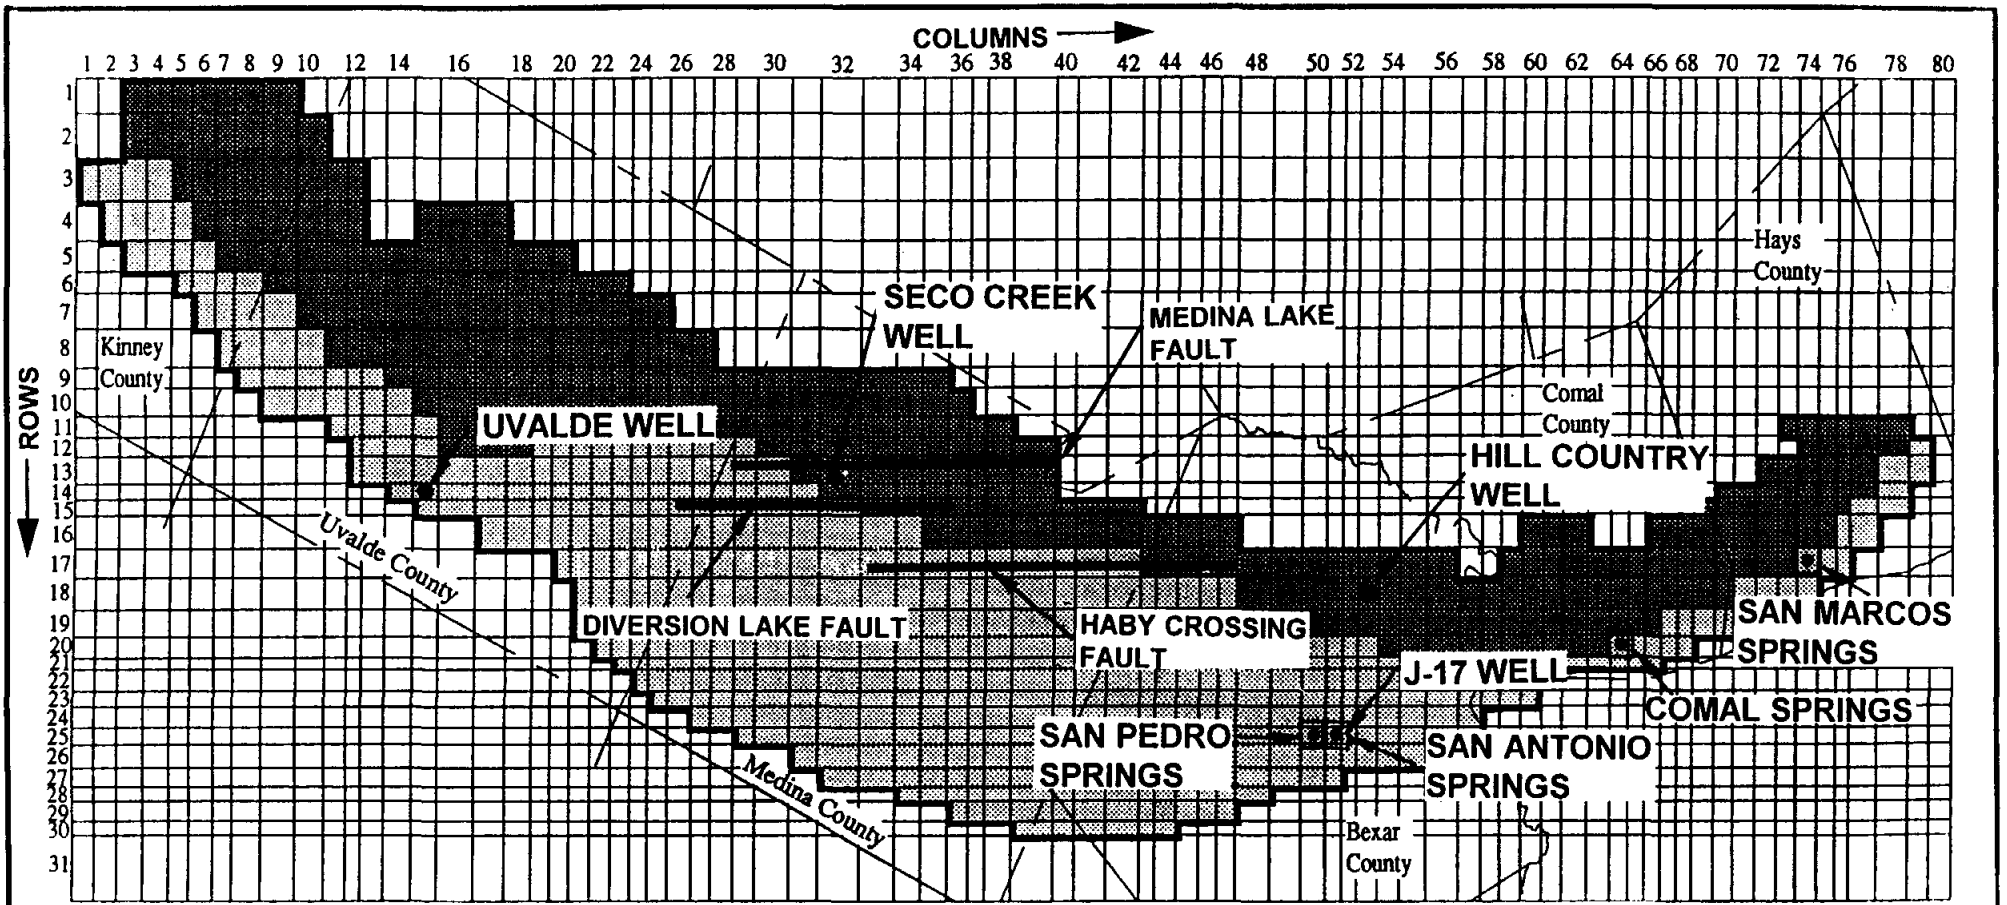 COLUMNS
1 2 3 4 5 6 7 8 9 10 12 14 16 18 20 22 24 26 28 30 32 34 36 38 40 42 44 46 48 50 52 54 56 58 60 62 64 66 68 70 72 74 76 78 80
ROWS
1
2
3
4
5
6
7
8
9
10
11
12
13
14
15
16
17
18
19
20
21
22
23
24
25
26
27
28
29
30
31
Hays
County
SECO CREEK
WELL
MEDINA LAKE
FAULT
Kinney
County
Comal
County
UVALDE WELL
HILL COUNTRY
WELL
Uvalde County
DIVERSION LAKE FAULT
HABY CROSSING
FAULT
SAN MARCOS
SPRINGS
J-17 WELL
COMAL SPRINGS
SAN PEDRO
SPRINGS
SAN ANTONIO
SPRINGS
Medina County
Bexar
County